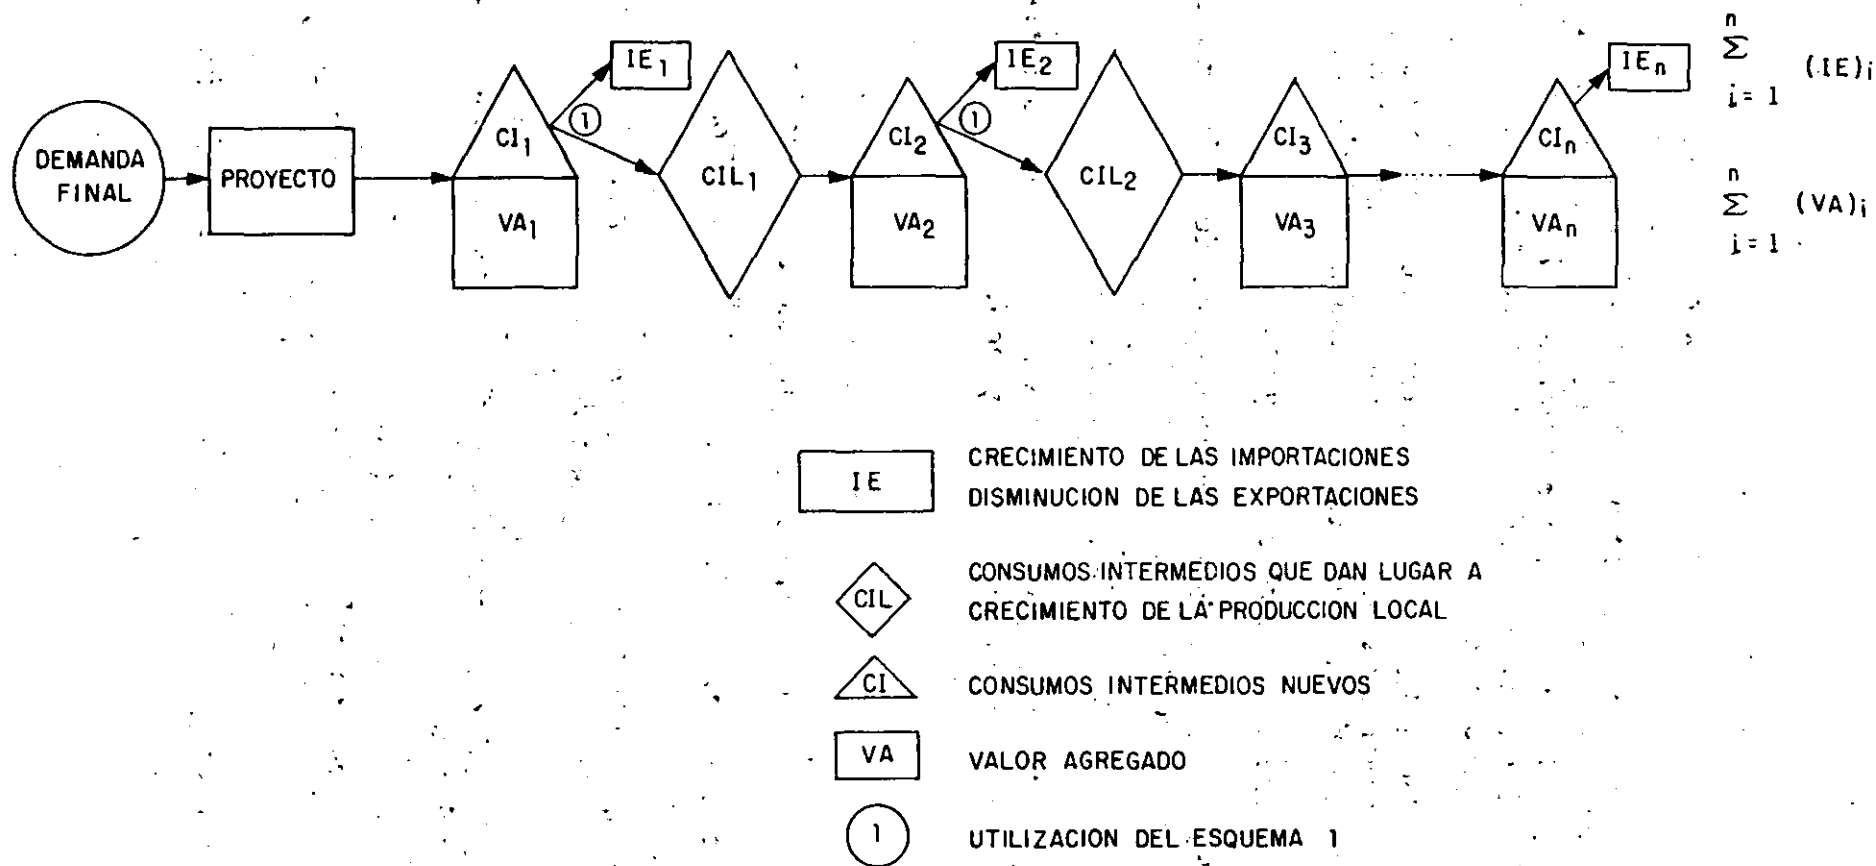 DEMANDA
FINAL
PROYECTO
CI1
VA1
1
IE1
CIL1
CI2
VA2
1
IE2
CIL2
CI3
VA3
CIn
VAn
IEn
n
Σ (IE)i
i = 1
n
Σ (VA)i
i = 1
IE
CRECIMIENTO DE LAS IMPORTACIONES
DISMINUCION DE LAS EXPORTACIONES
CIL
CONSUMOS INTERMEDIOS QUE DAN LUGAR A
CRECIMIENTO DE LA PRODUCCION LOCAL
CI
CONSUMOS INTERMEDIOS NUEVOS
VA
VALOR AGREGADO
1
UTILIZACION DEL ESQUEMA 1